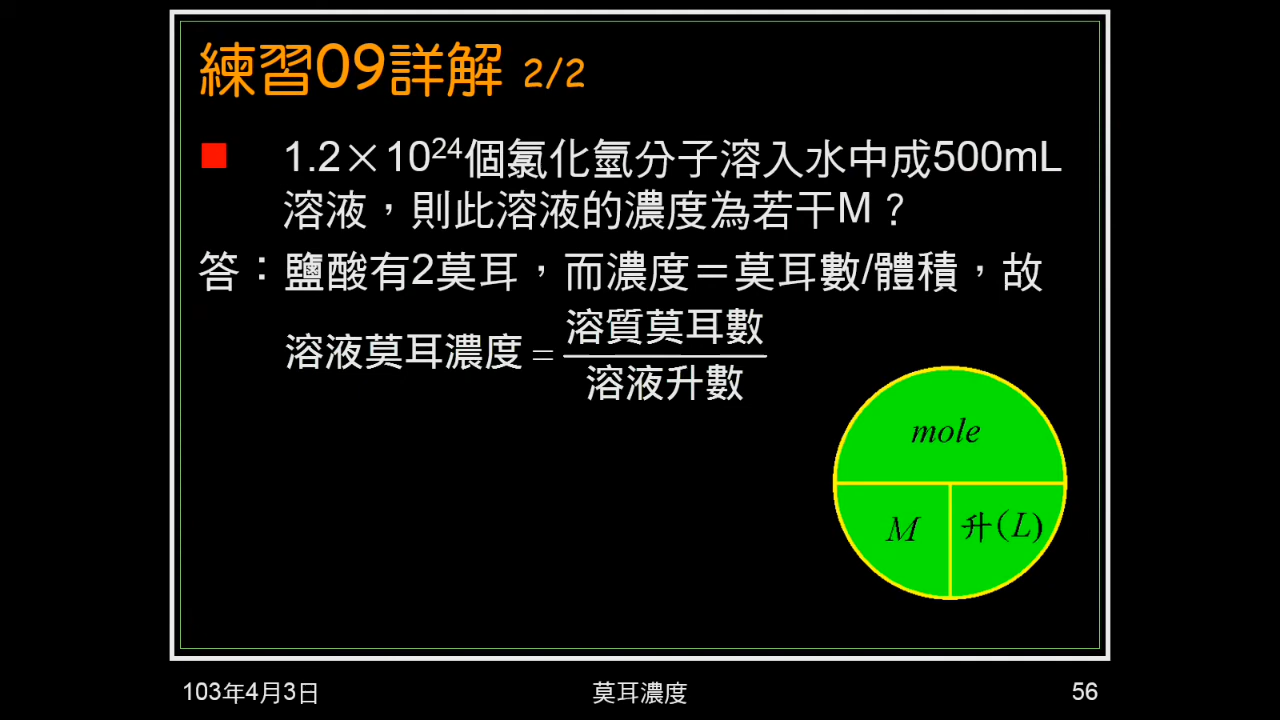 練習09詳解 2/2
1.2×10²⁴個氯化氫分子溶入水中成500mL
溶液，則此溶液的濃度為若干M？
答：鹽酸有2莫耳，而濃度＝莫耳數/體積，故
溶質莫耳數
溶液莫耳濃度=
溶液升數
mole
M 升(L)
103年4月3日 莫耳濃度 56